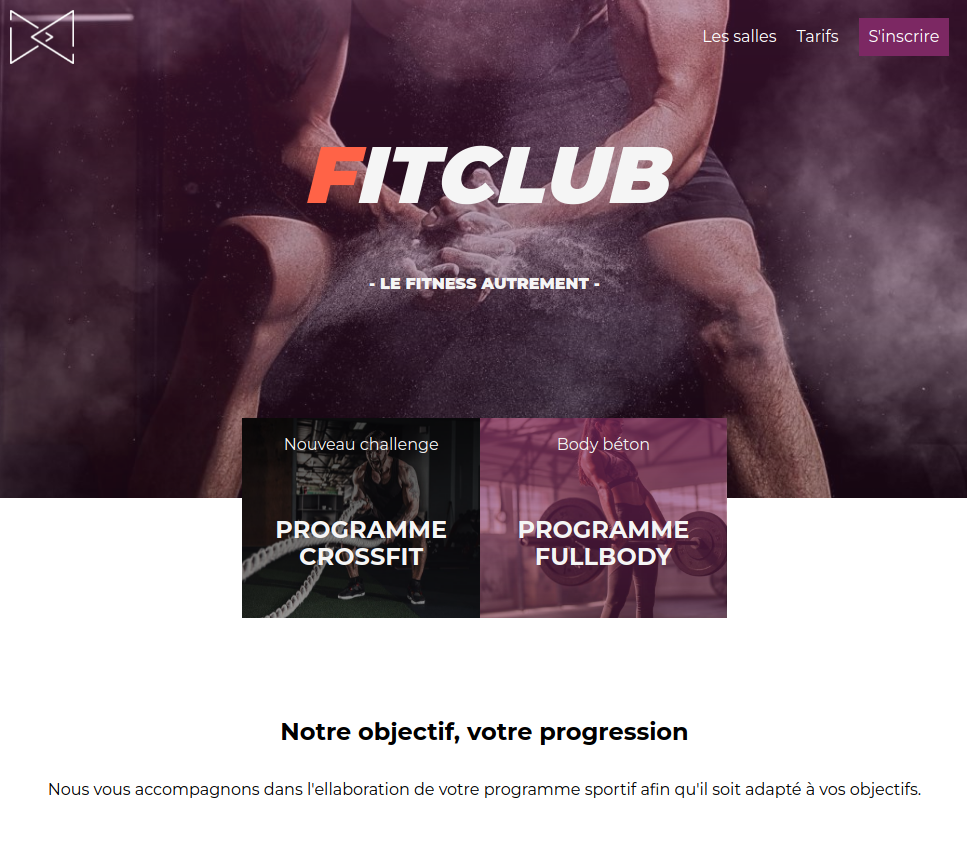 Les salles Tarifs S'inscrire
FITCLUB
- LE FITNESS AUTREMENT -
Nouveau challenge
PROGRAMME
CROSSFIT
Body béton
PROGRAMME
FULLBODY
Notre objectif, votre progression
Nous vous accompagnons dans l'ellaboration de votre programme sportif afin qu'il soit adapté à vos objectifs.